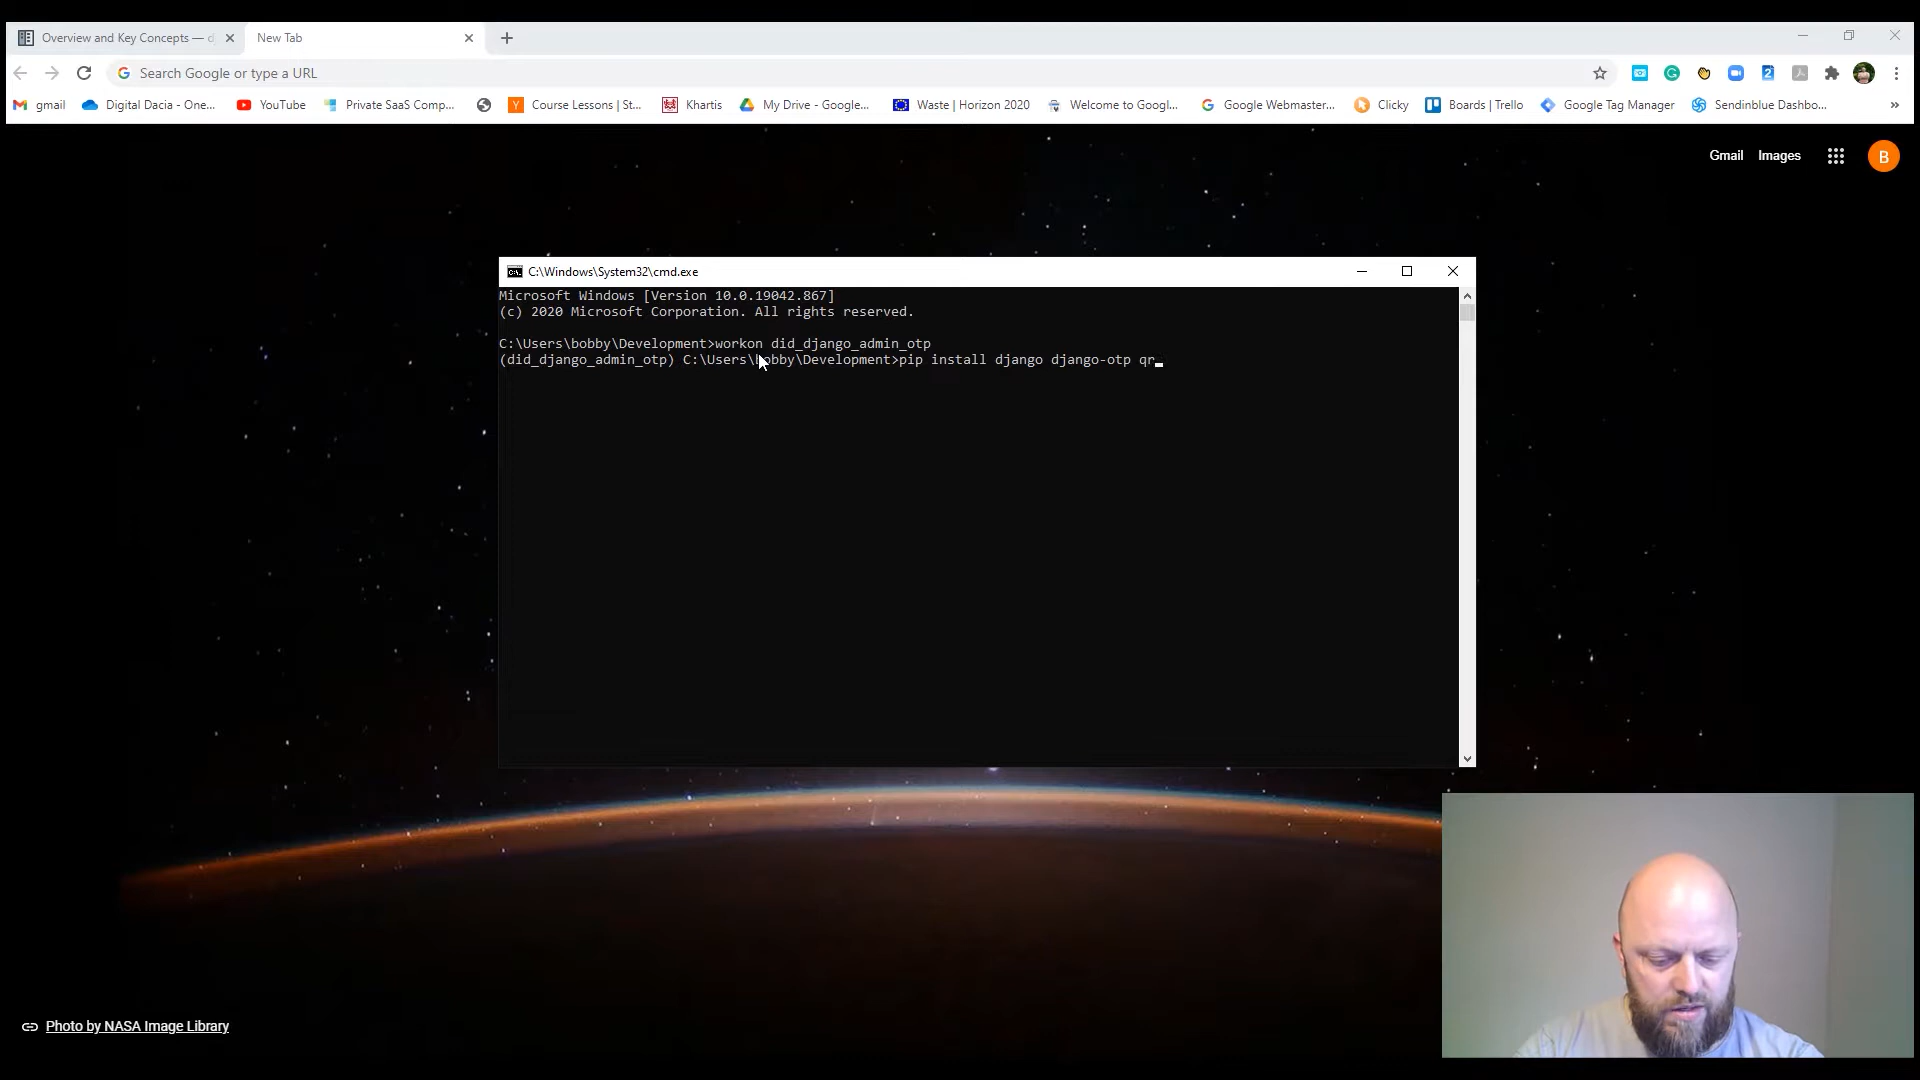 Overview and Key Concepts — d
New Tab
Search Google or type a URL
2
gmail
Digital Dacia - One...
YouTube
Private SaaS Comp...
Y
Course Lessons | St...
Khartis
My Drive - Google...
Waste | Horizon 2020
Welcome to Googl...
Google Webmaster...
Clicky
Boards | Trello
Google Tag Manager
Sendinblue Dashbo...
»
Gmail
Images
B
C:\Windows\System32\cmd.exe
Microsoft Windows [Version 10.0.19042.867]
(c) 2020 Microsoft Corporation. All rights reserved.
C:\Users\bobby\Development>workon did_django_admin_otp
(did_django_admin_otp) C:\Users\bobby\Development>pip install django django-otp qr
Photo by NASA Image Library